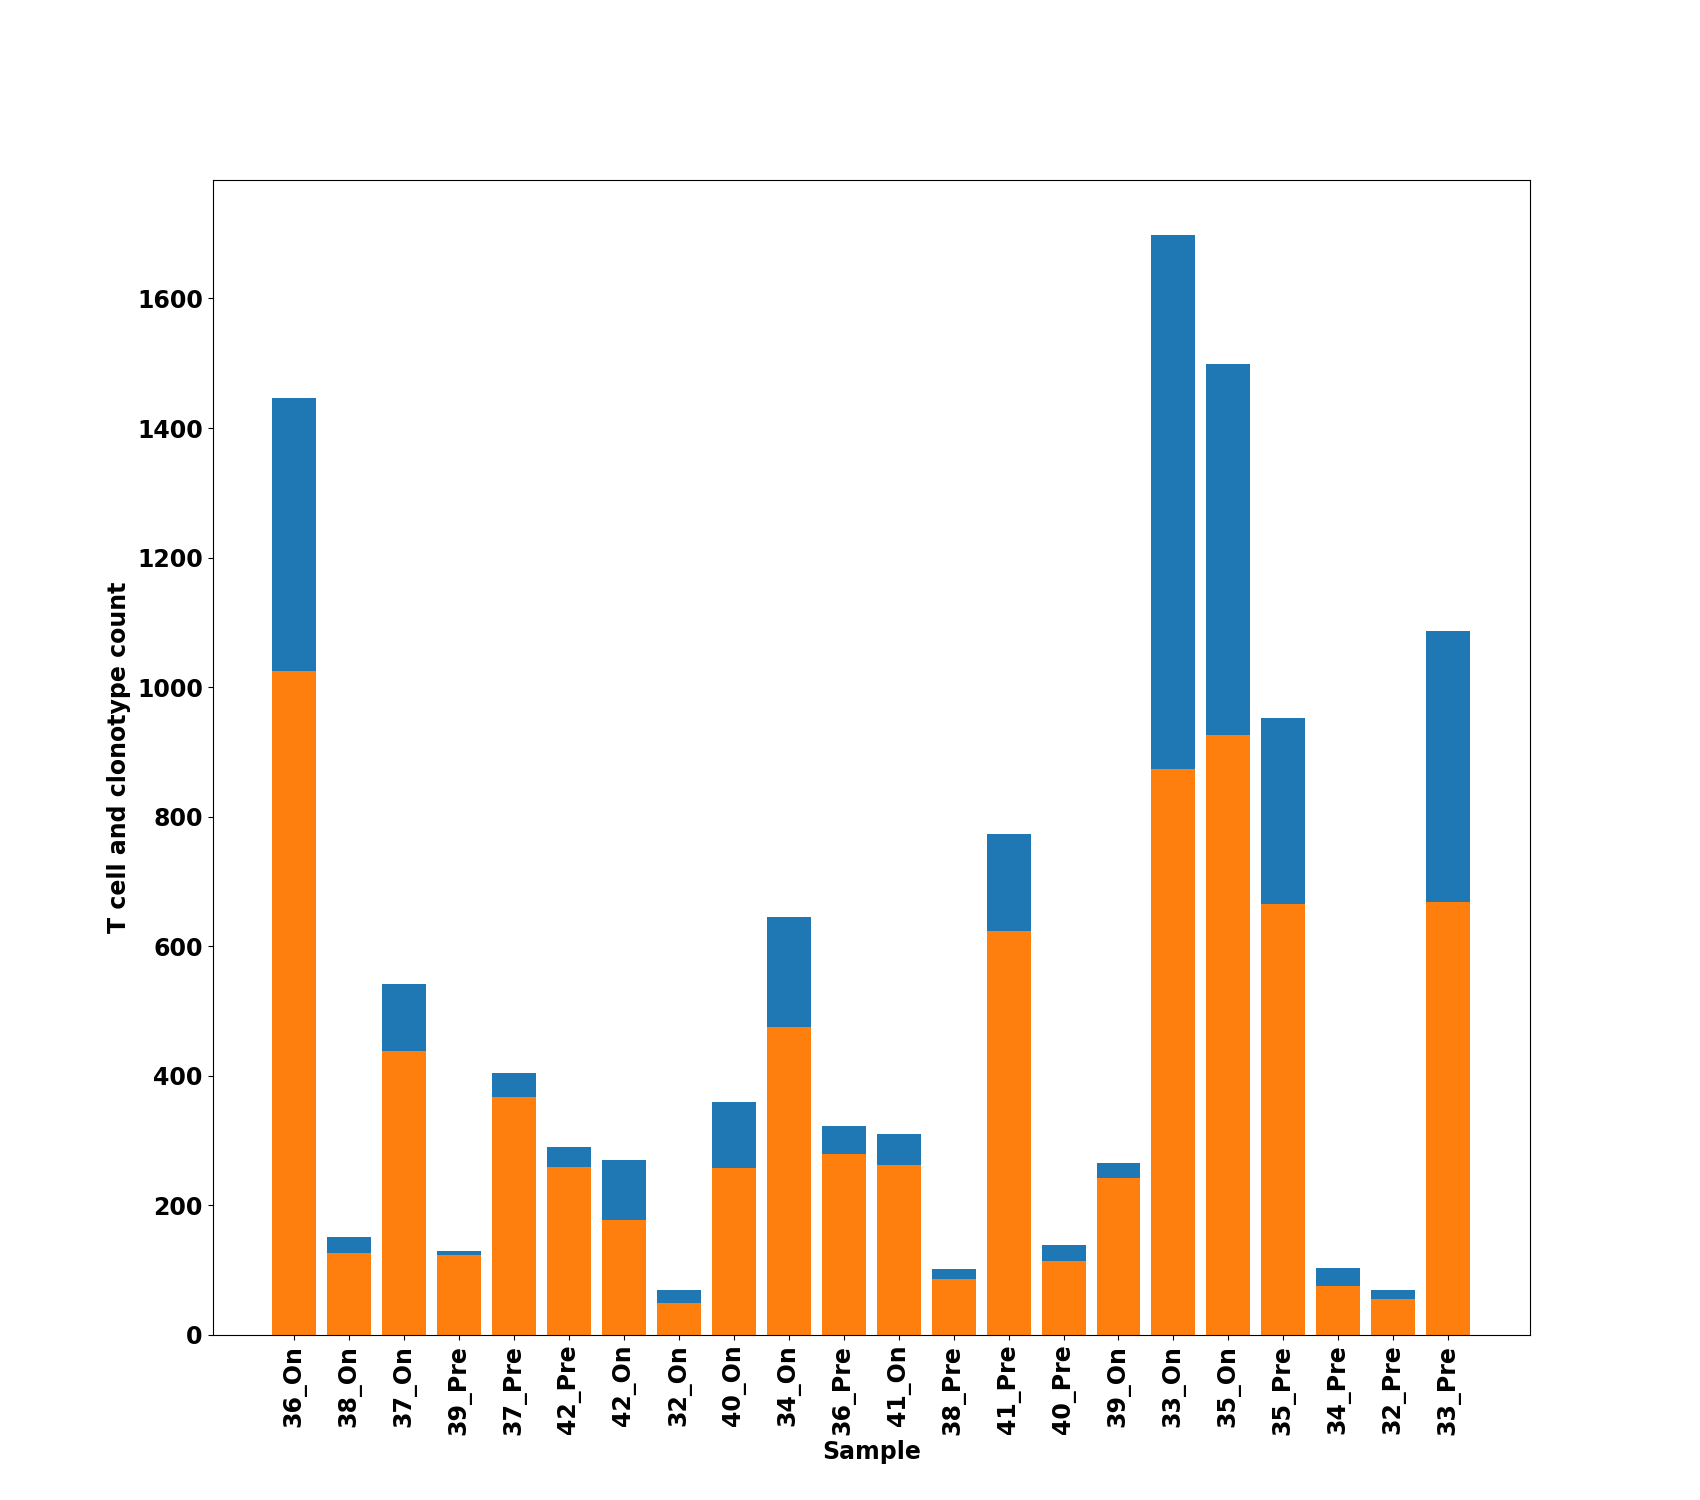 T cell and clonotype count
1600
1400
1200
1000
800
600
400
200
0
36_On
38_On
37_On
39_Pre
37_Pre
42_Pre
42_On
32_On
40_On
34_On
36_Pre
41_On
38_Pre
41_Pre
40_Pre
39_On
33_On
35_On
35_Pre
34_Pre
32_Pre
33_Pre
Sample